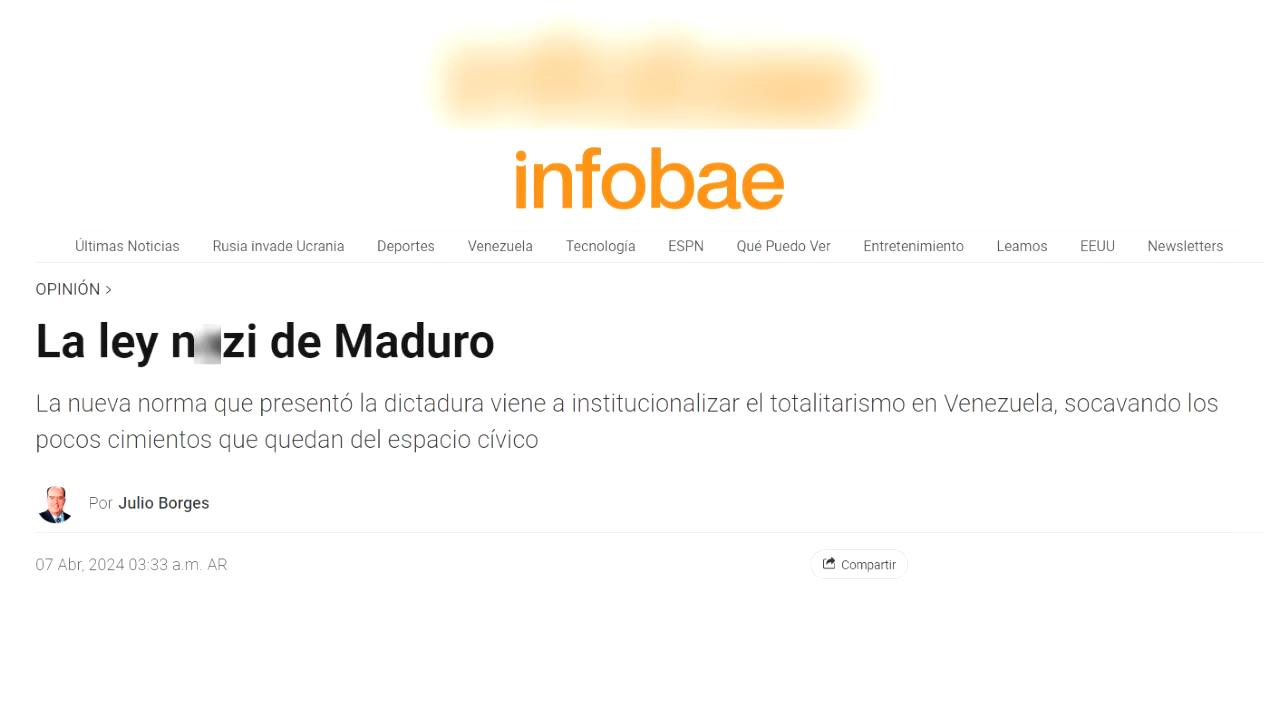 infobae
Últimas Noticias Rusia invade Ucrania Deportes Venezuela Tecnología ESPN Qué Puedo Ver Entretenimiento Leamos EEUU Newsletters
OPINIÓN >
La ley nazi de Maduro
La nueva norma que presentó la dictadura viene a institucionalizar el totalitarismo en Venezuela, socavando los
pocos cimientos que quedan del espacio cívico
Por Julio Borges
07 Abr, 2024 03:33 a.m. AR Compartir